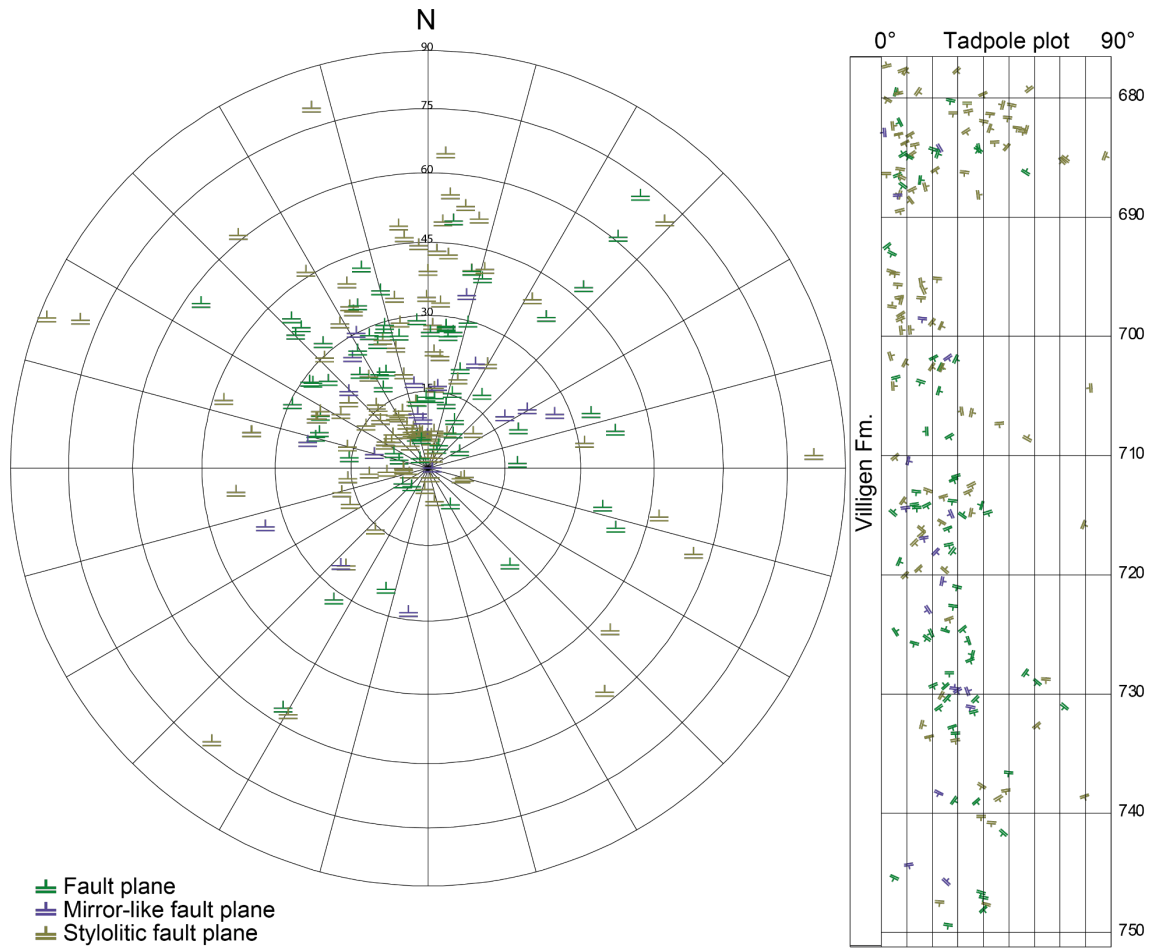 N
90
75
60
45
30
15
Fault plane
Mirror-like fault plane
Stylolitic fault plane
0° Tadpole plot 90°
Villigen Fm.
680
690
700
710
720
730
740
750